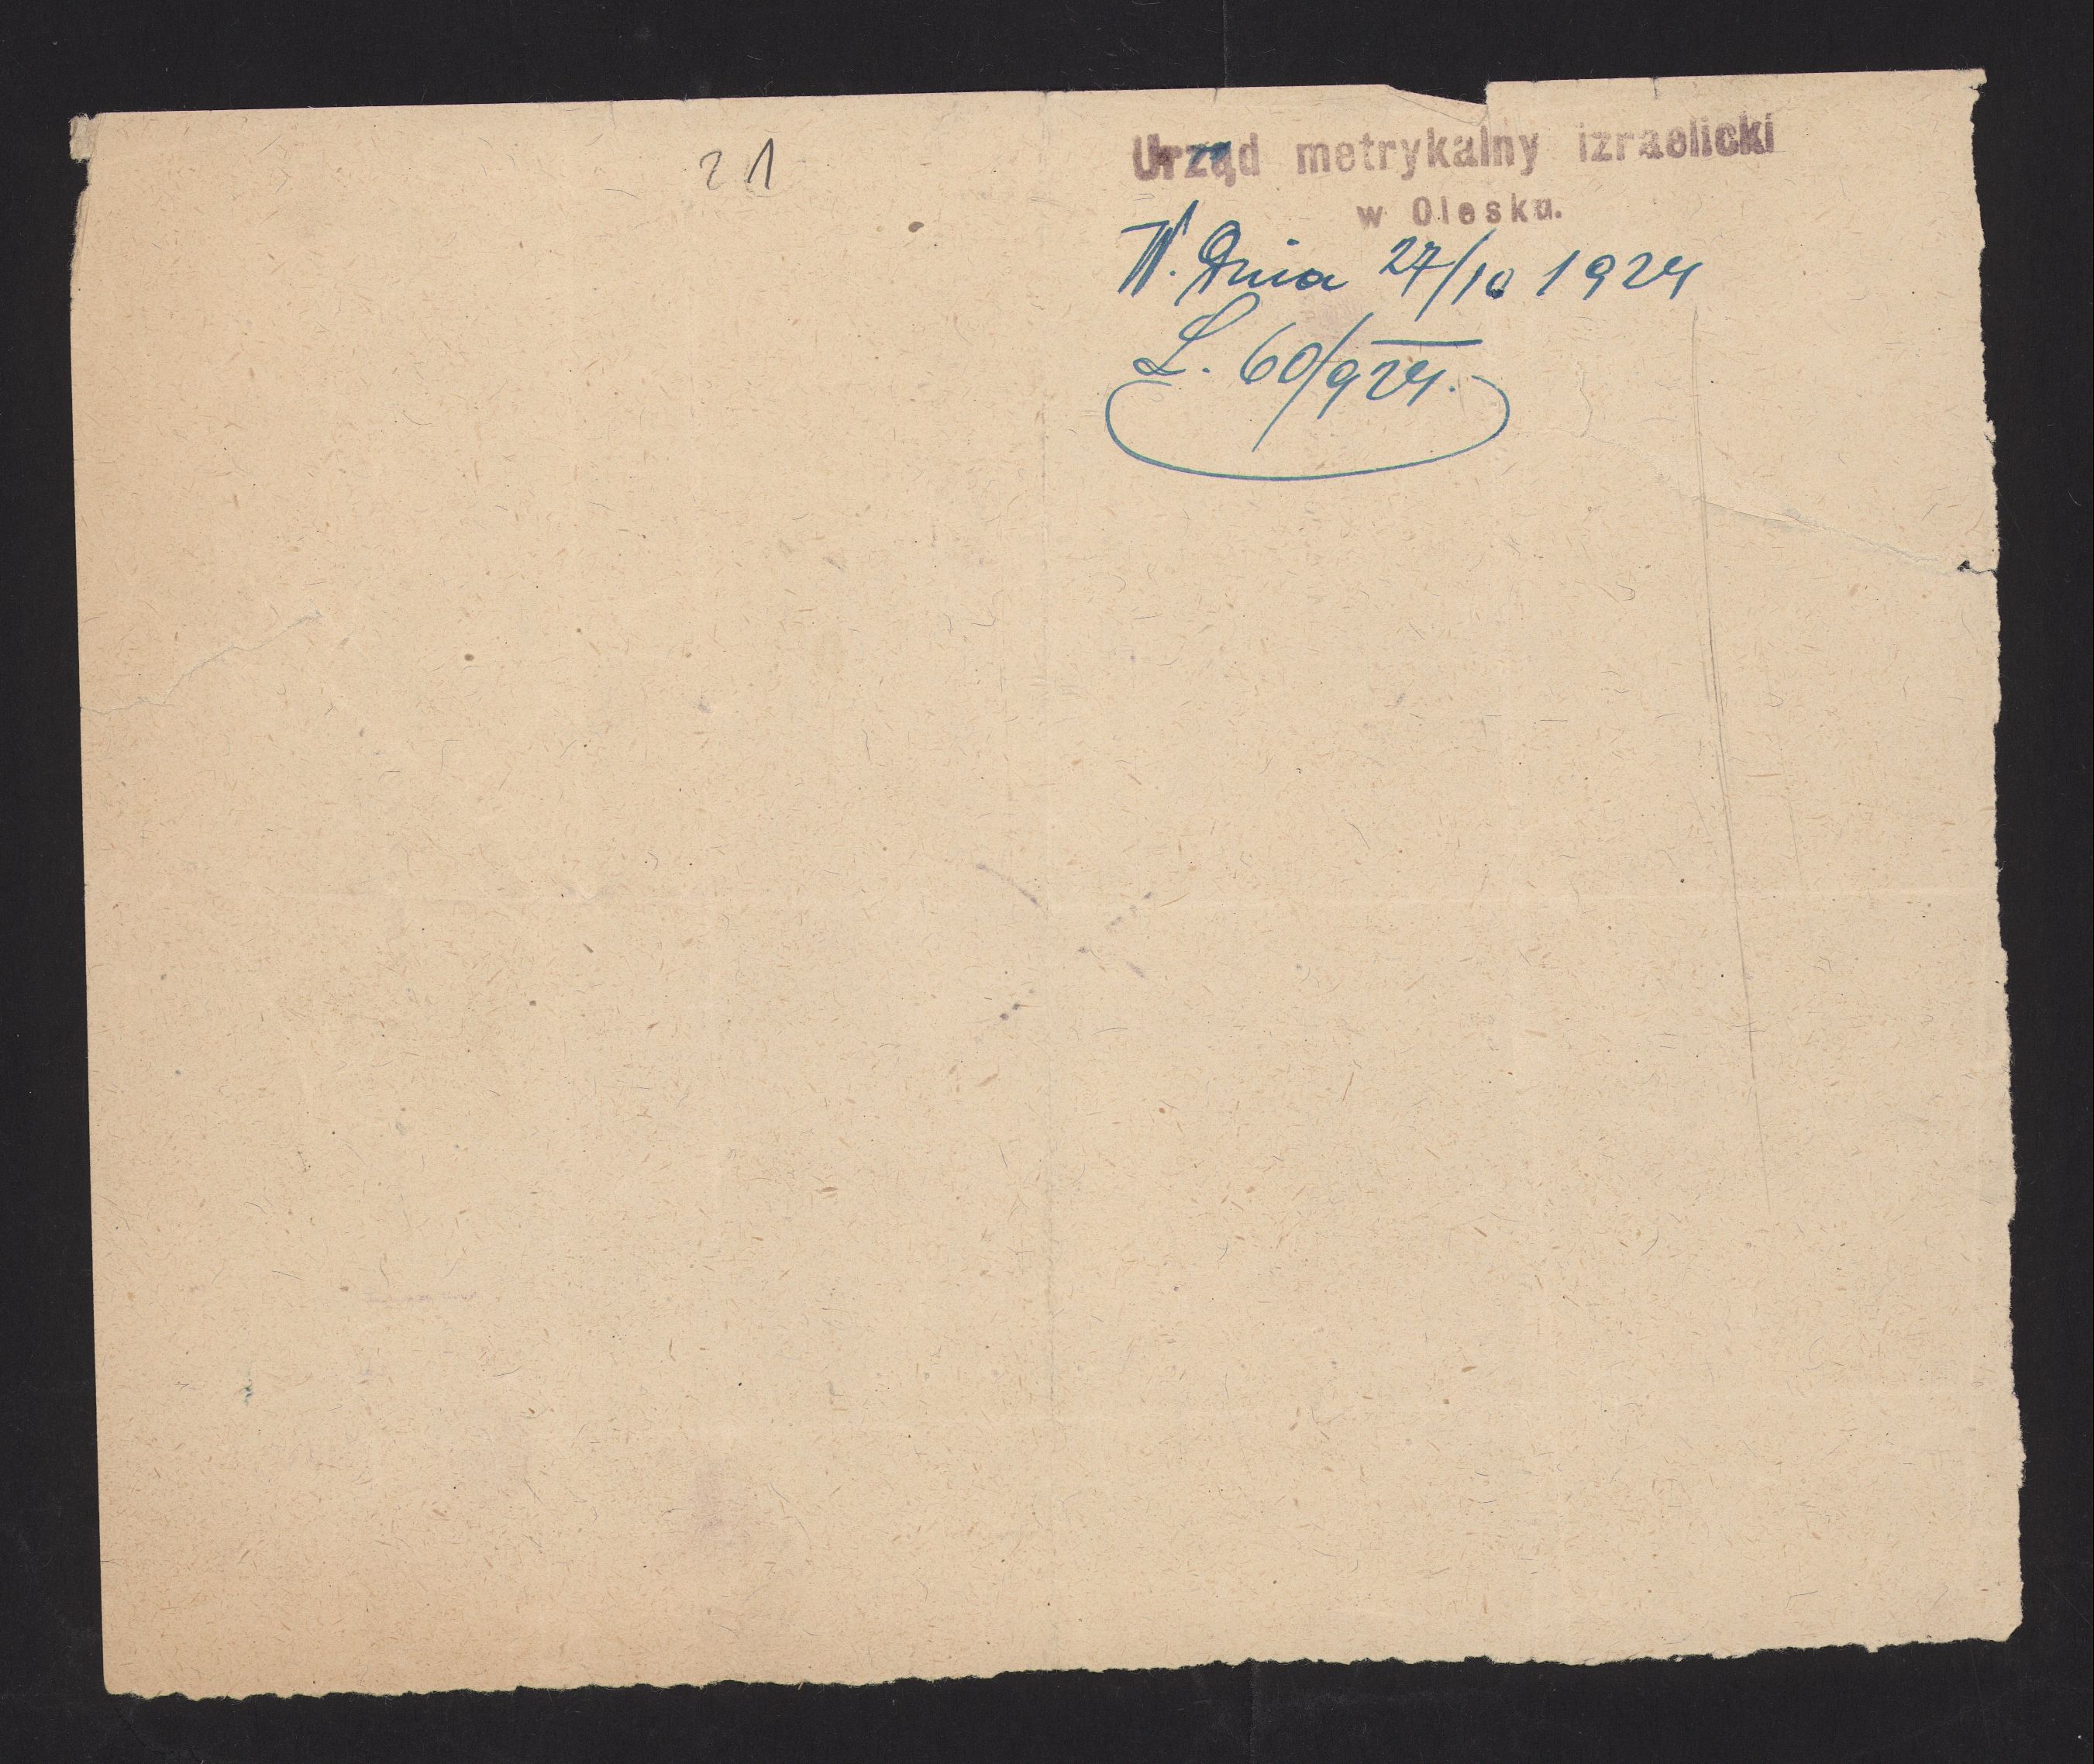 21
Urząd metrykalny izraelicki
w Olesku.
W. Dnia 27/10 1924
L. 60/924.